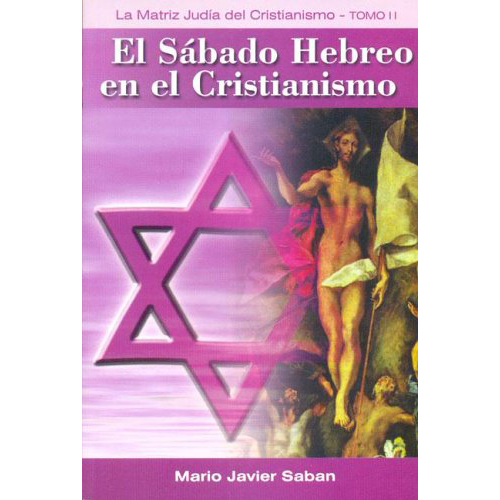 La Matriz Judía del Cristianismo - TOMO II
El Sábado Hebreo
en el Cristianismo
Mario Javier Saban